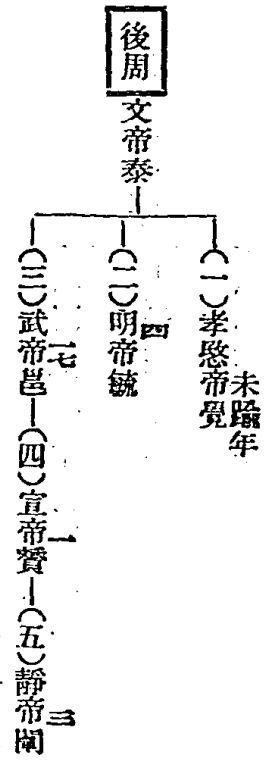 後周
文帝泰
(一)孝愍帝覺
未踰年
(二)明帝毓
四
(三)武帝邕
一七
(四)宣帝贇
一
(五)靜帝闡
三